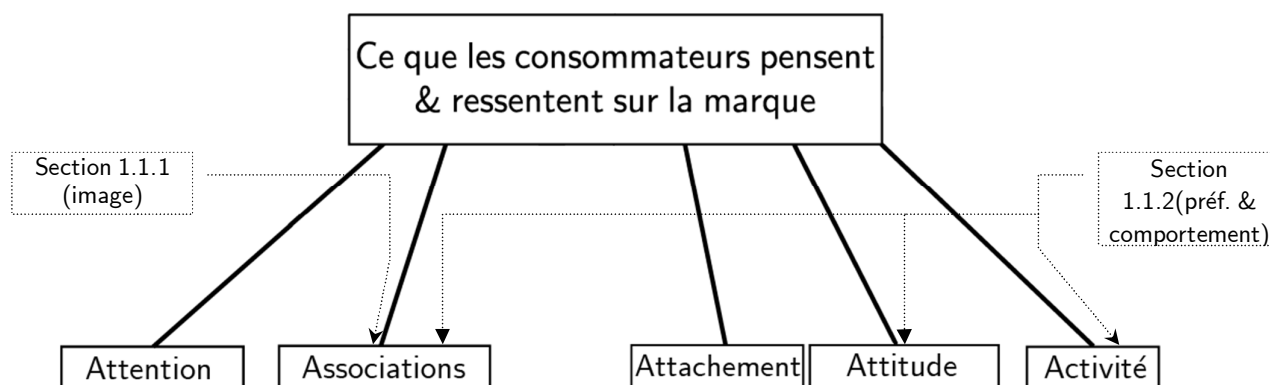 Ce que les consommateurs pensent
& ressentent sur la marque
Section 1.1.1
(image)
Section
1.1.2(préf. &
comportement)
Attention
Associations
Attachement
Attitude
Activité